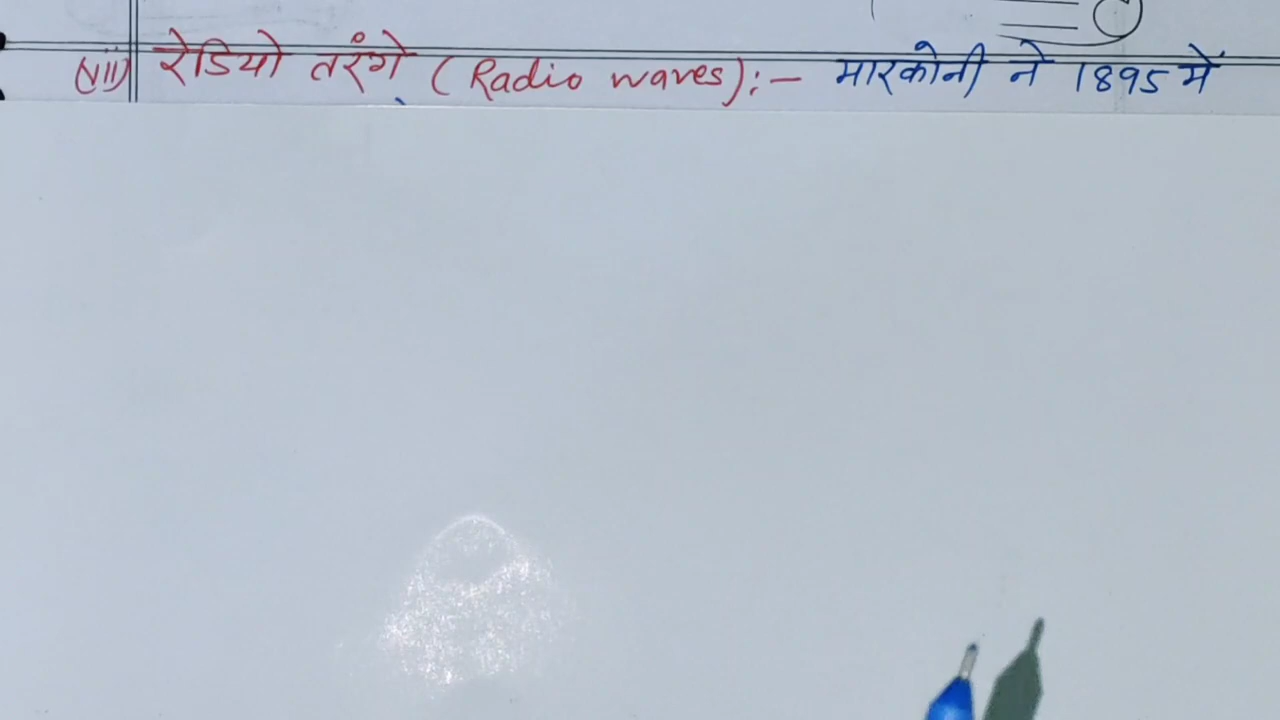 (VII) रेडियो तरंगे (Radio waves):- मारकोनी ने 1895 में